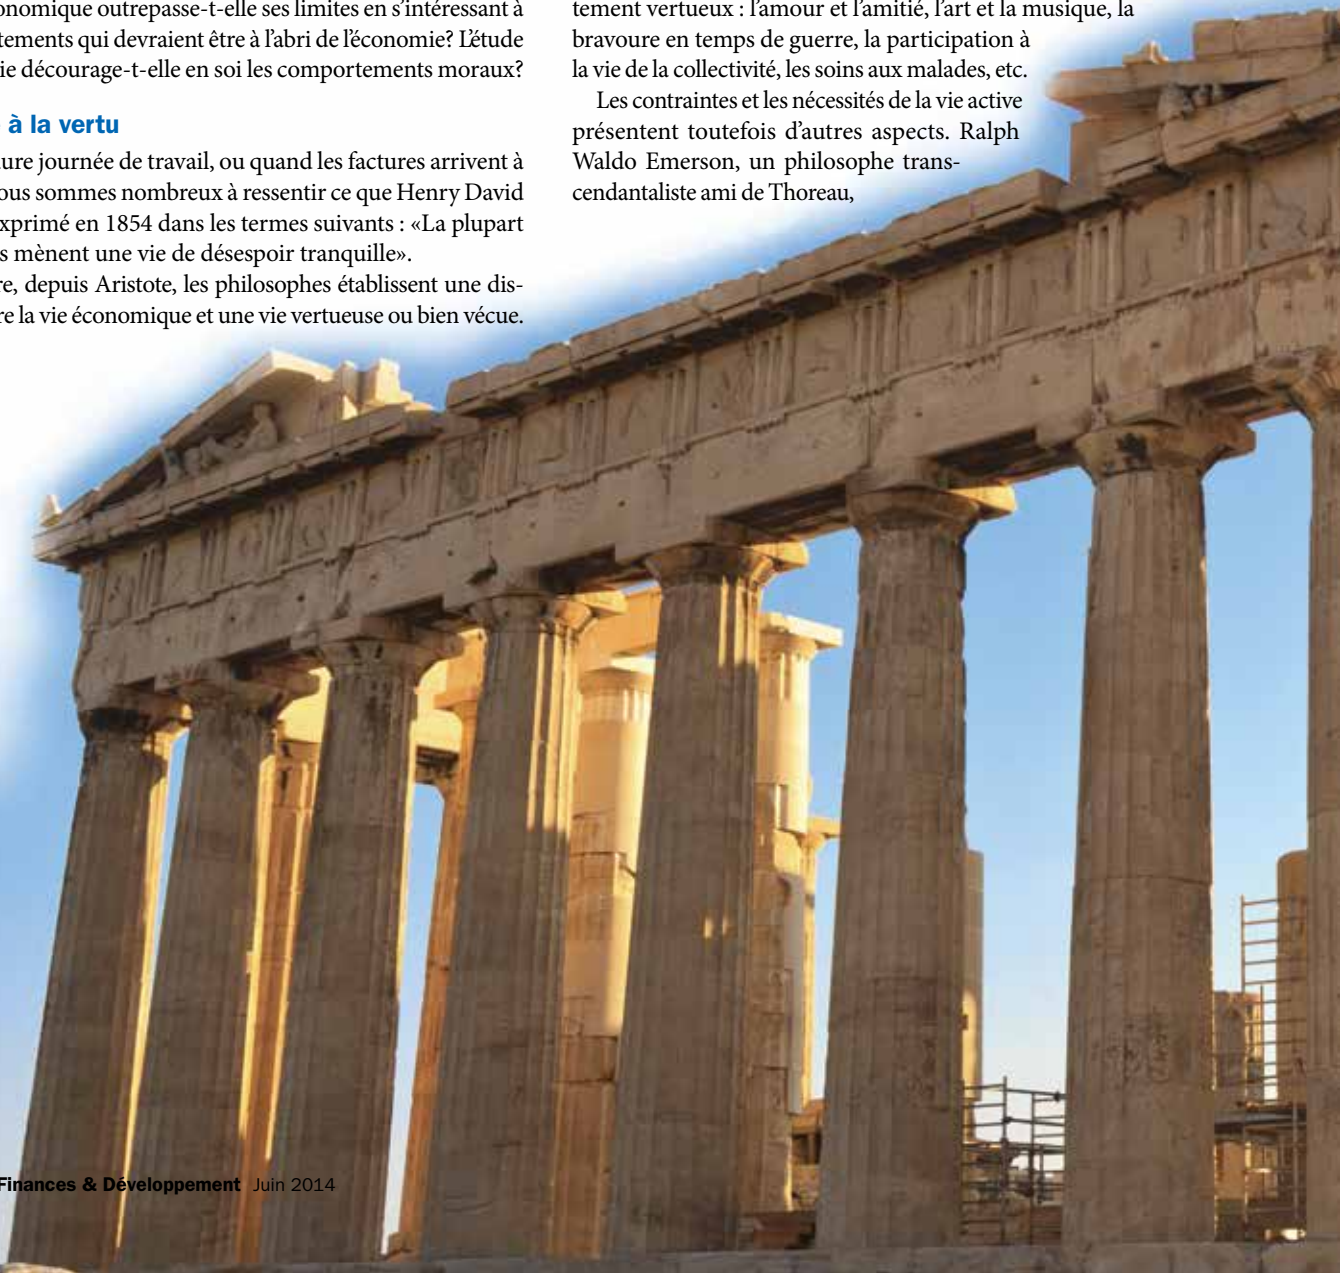 onomique outrepasse-t-elle ses limites en s'intéressant à
tements qui devraient être à l'abri de l'économie? L'étude
ie décourage-t-elle en soi les comportements moraux?
à la vertu
ure journée de travail, ou quand les factures arrivent à
ous sommes nombreux à ressentir ce que Henry David
xprimé en 1854 dans les termes suivants : «La plupart
s mènent une vie de désespoir tranquille».
re, depuis Aristote, les philosophes établissent une dis-
re la vie économique et une vie vertueuse ou bien vécue.
tement vertueux : l'amour et l'amitié, l'art et la musique, la
bravoure en temps de guerre, la participation à
la vie de la collectivité, les soins aux malades, etc.
Les contraintes et les nécessités de la vie active
présentent toutefois d'autres aspects. Ralph
Waldo Emerson, un philosophe trans-
cendantaliste ami de Thoreau,
Finances & Développement Juin 2014